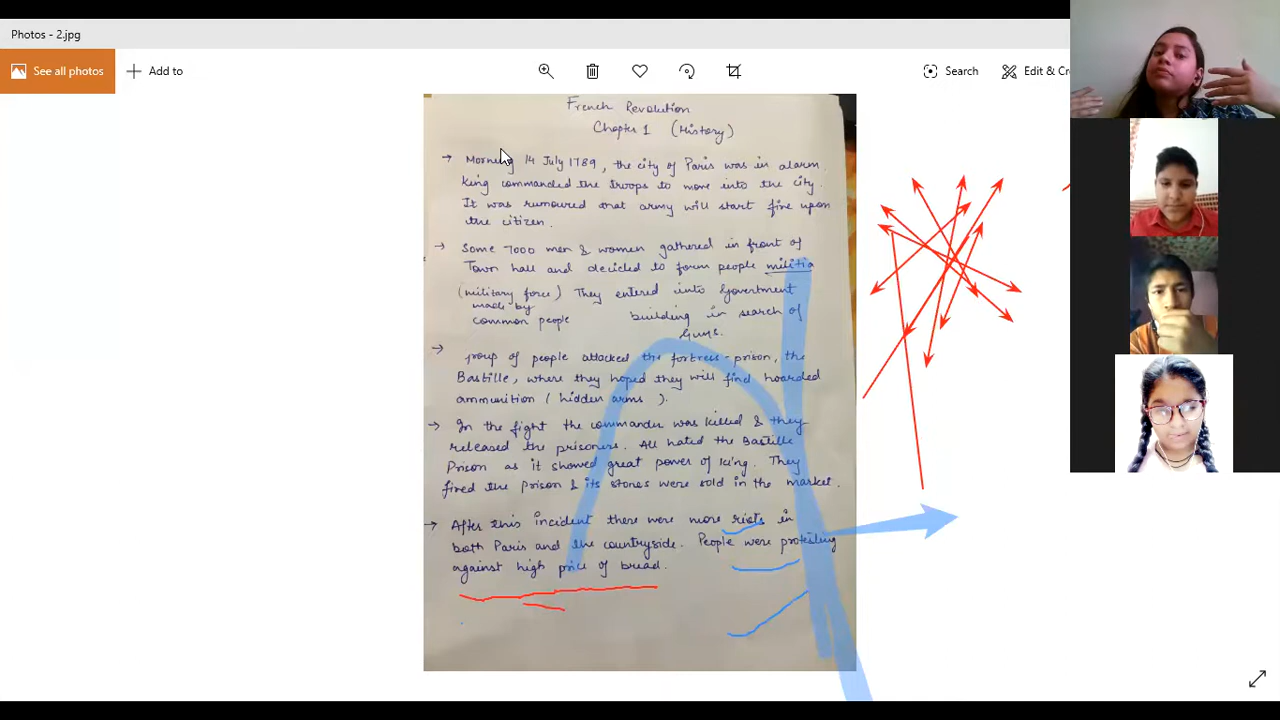 Photos - 2.jpg
See all photos
Add to
Search
Edit & Cr
French Revolution
Chapter 1 (History)
→ Morning 14 July 1789, the city of Paris was in alarm
King commanded the troops to move into the city.
It was rumoured that army will start fire upon
the citizen.
→ Some 7000 men & women gathered in front of
Town hall and decided to form people militia
(military force) They entered into Government
made by
common people building in search of
Guns.
→ group of people attacked the fortress-prison, the
Bastille, where they hoped they will find hoarded
ammunition (hidden arms ).
→ In the fight the commander was killed & they
released the prisoners. All hated the Bastille
Prison as it showed great power of king. They
fired the prison & its stones were sold in the market.
→ After this incident there were more riots in
both Paris and the countryside. People were protesting
against high price of bread.